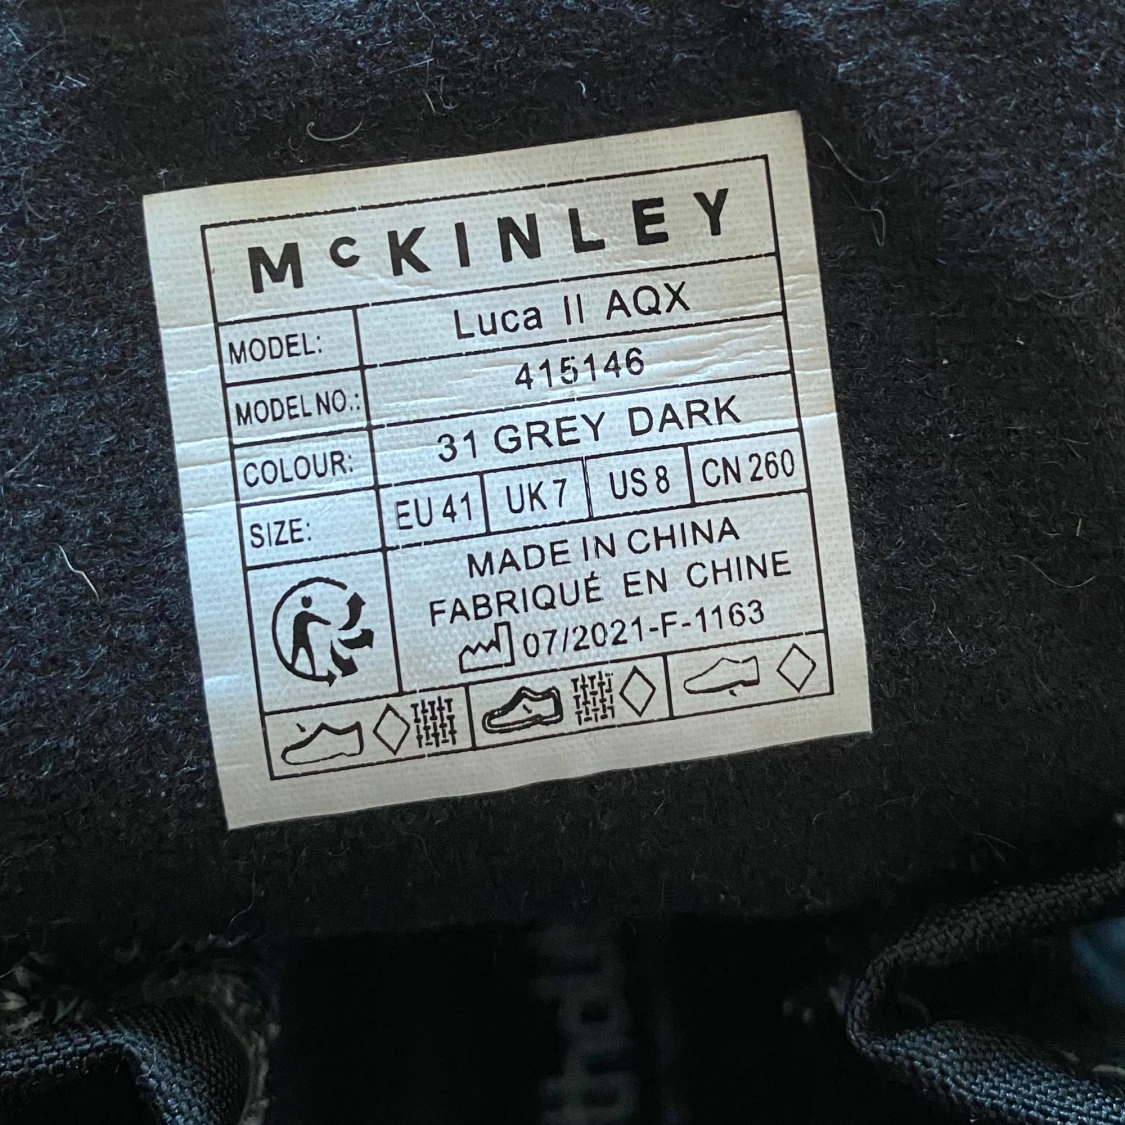 McKINLEY
MODEL: Luca II AQX
MODEL NO.: 415146
COLOUR: 31 GREY DARK
SIZE: EU 41 UK 7 US 8 CN 260
MADE IN CHINA
FABRIQUÉ EN CHINE
07/2021-F-1163